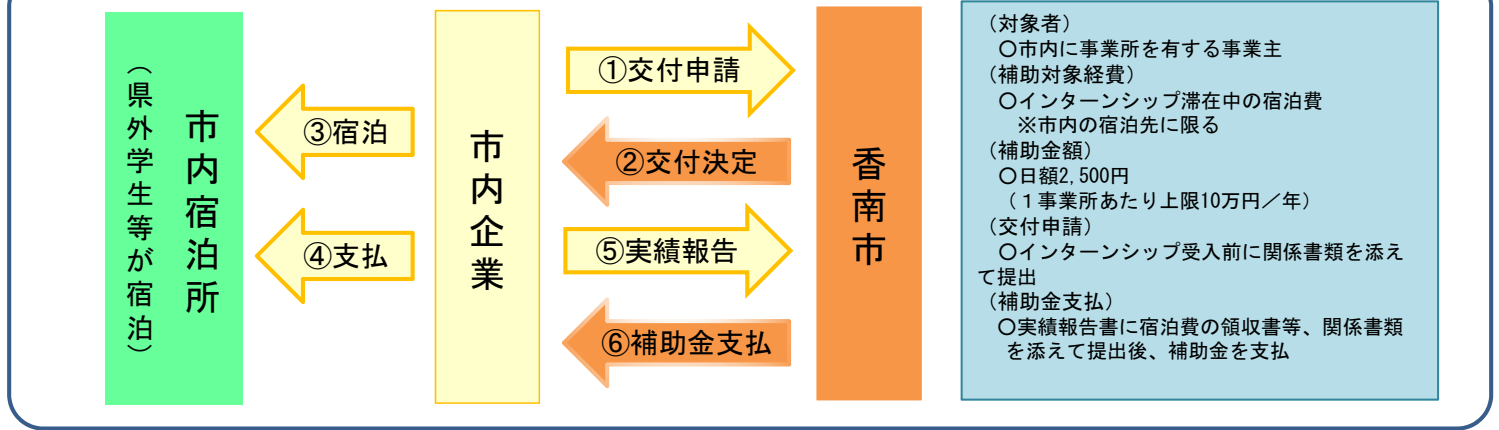 市内宿泊所
（県外学生等が宿泊）
③宿泊
④支払
市内企業
①交付申請
②交付決定
⑤実績報告
⑥補助金支払
香南市
（対象者）
〇市内に事業所を有する事業主
（補助対象経費）
〇インターンシップ滞在中の宿泊費
※市内の宿泊先に限る
（補助金額）
〇日額2,500円
（１事業所あたり上限10万円／年）
（交付申請）
〇インターンシップ受入前に関係書類を添え
て提出
（補助金支払）
〇実績報告書に宿泊費の領収書等、関係書類
を添えて提出後、補助金を支払